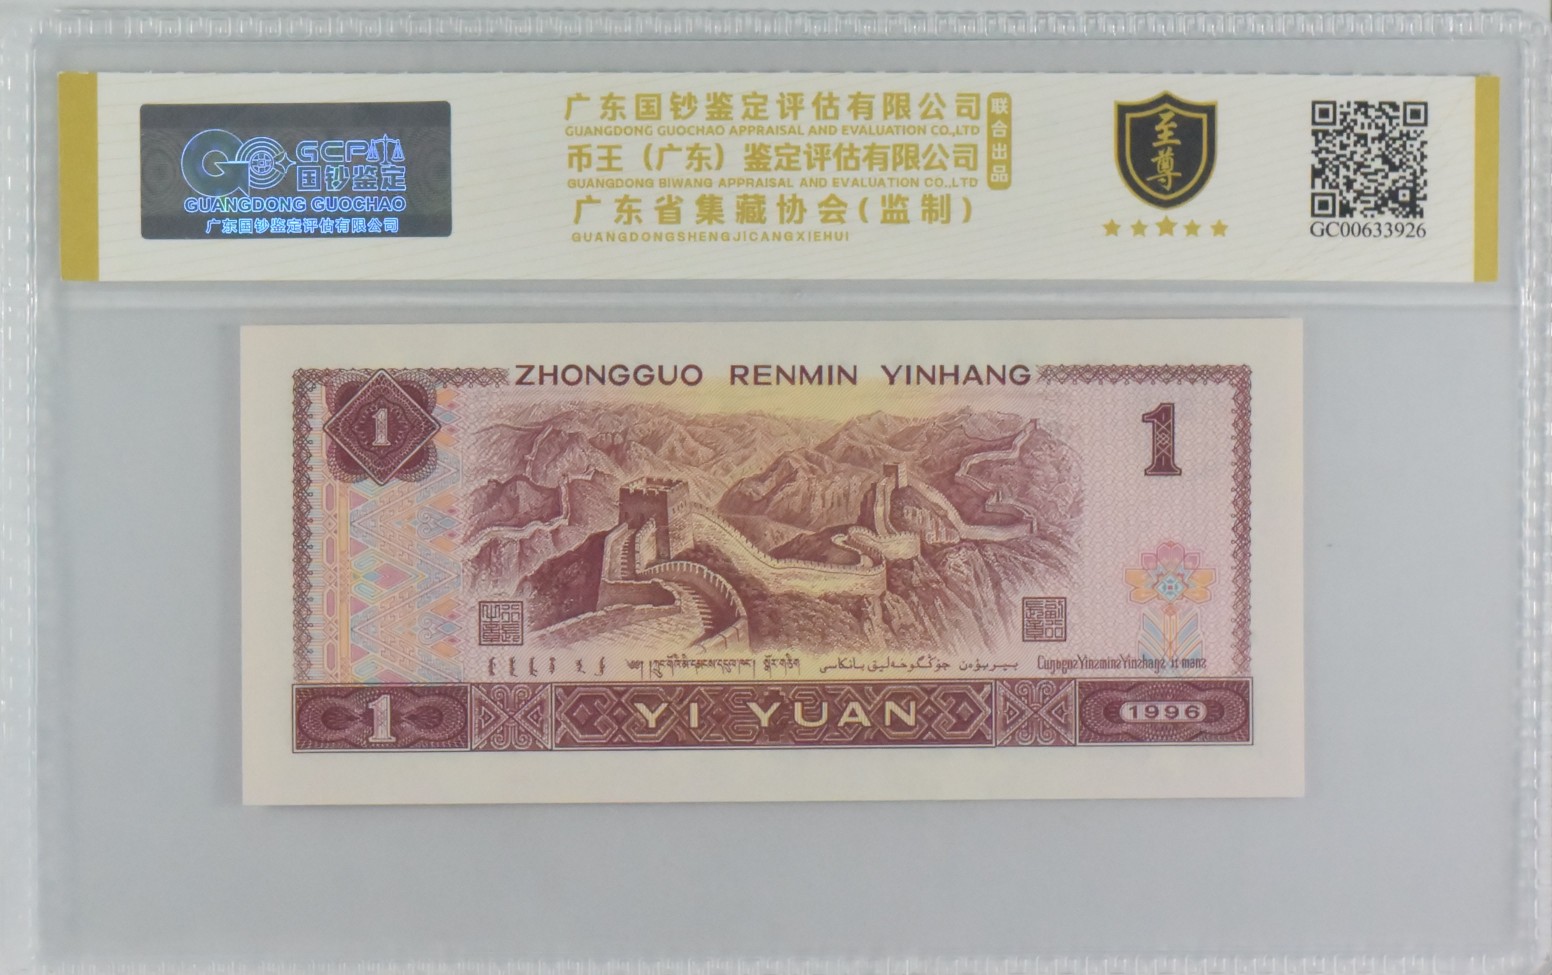 GCP
国钞鉴定
GUANGDONG GUOCHAO
广东国钞鉴定评估有限公司
广东国钞鉴定评估有限公司
GUANGDONG GUOCHAO APPRAISAL AND EVALUATION CO.,LTD
币王（广东）鉴定评估有限公司
GUANGDONG BIWANG APPRAISAL AND EVALUATION CO.,LTD
广东省集藏协会(监制)
GUANGDONGSHENGJICANGXIEHUI
联合出品
至尊
GC00633926
ZHONGGUO RENMIN YINHANG
1
1
1
YI YUAN
1996